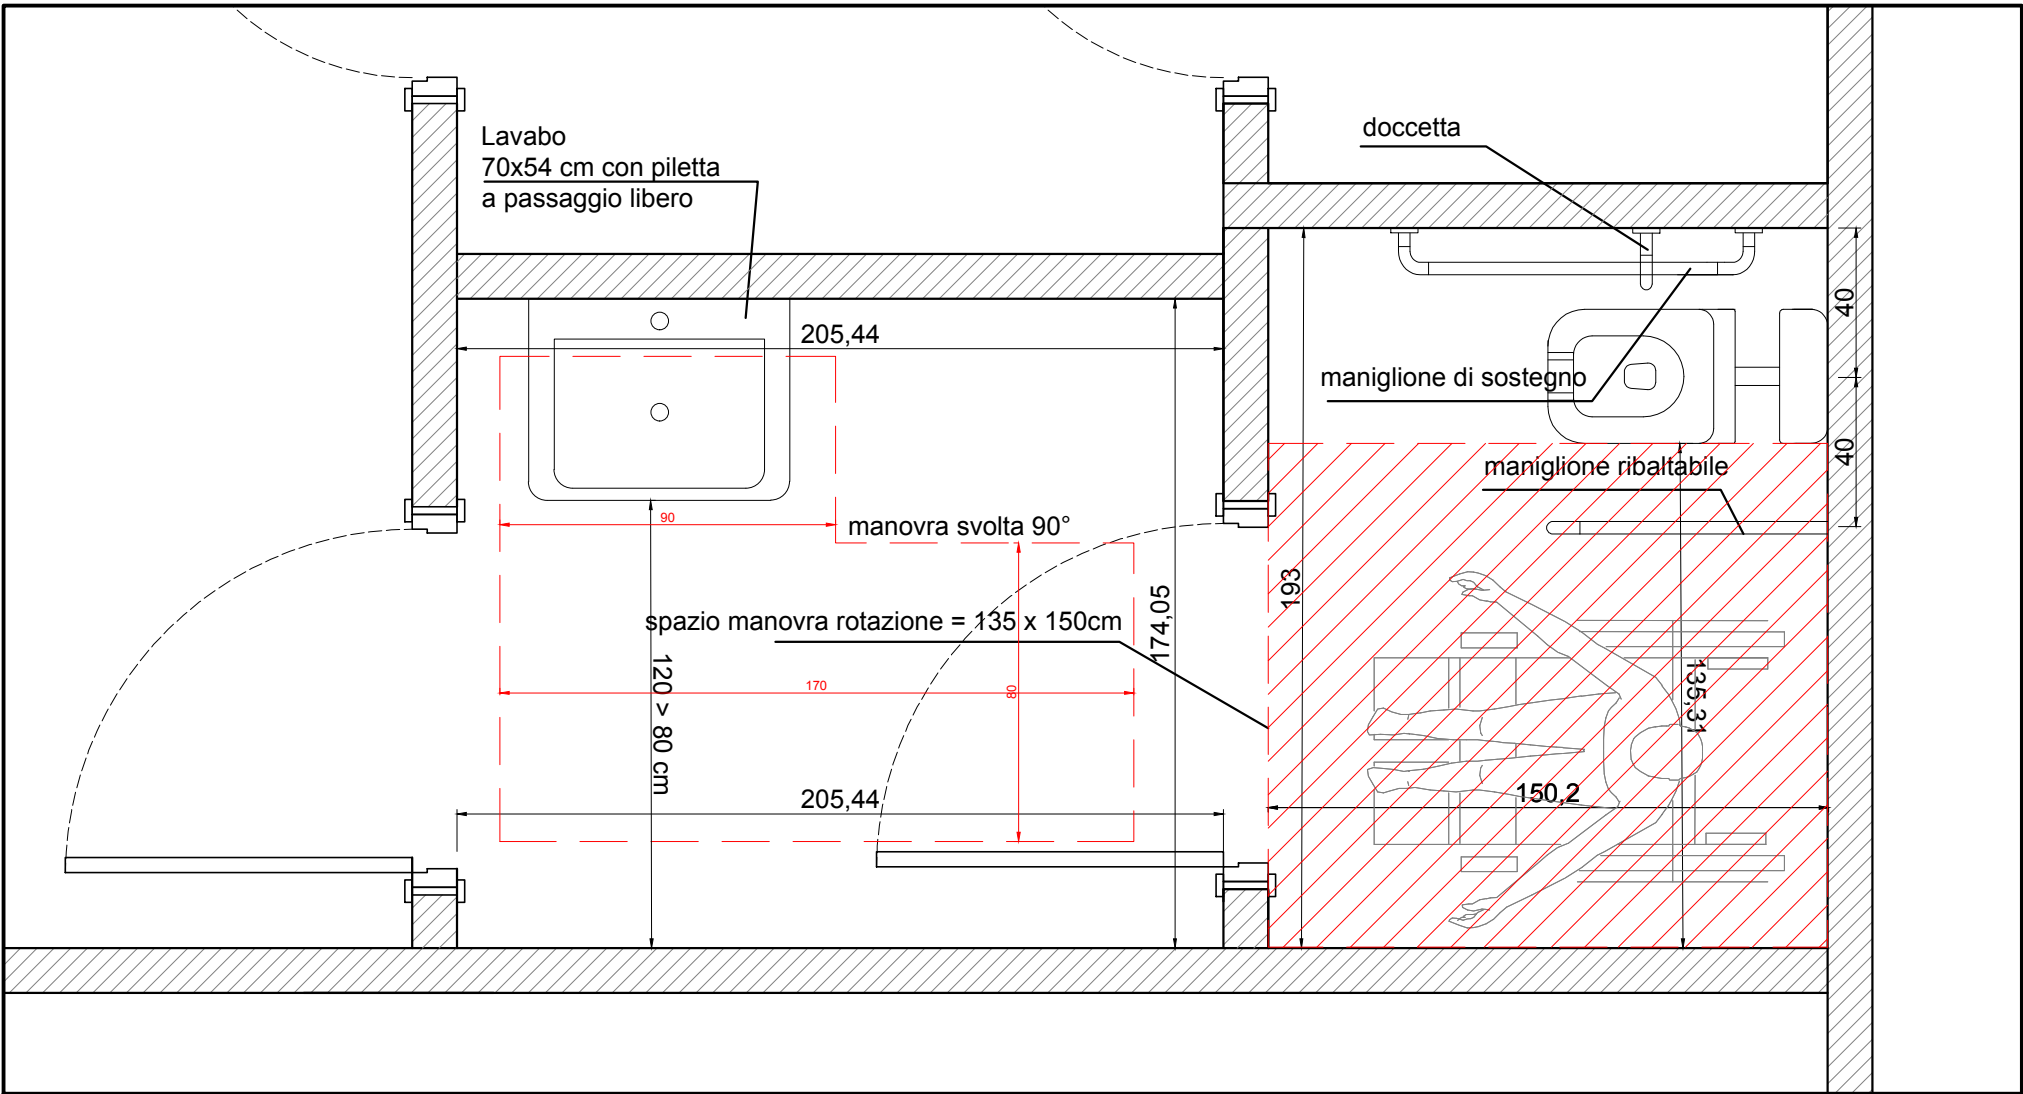 Lavabo
70x54 cm con piletta
a passaggio libero
doccetta
205,44
maniglione di sostegno
40
40
maniglione ribaltabile
90
manovra svolta 90°
193
174,05
spazio manovra rotazione = 135 x 150cm
120 > 80 cm
170
80
135,31
205,44
150,2